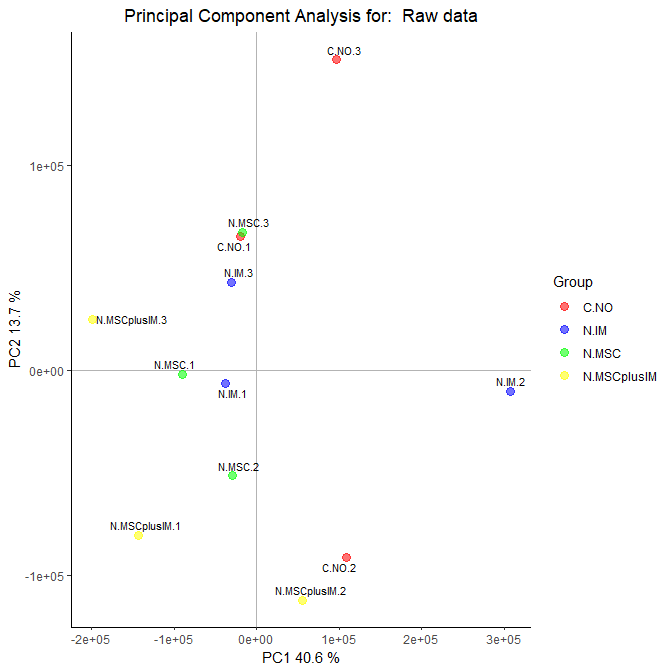 Principal Component Analysis for:  Raw data
C.NO.3
1e+05
N.MSC.3
C.NO.1
N.IM.3
Group
C.NO
N.IM
N.MSC
N.MSCplusIM
N.MSCplusIM.3
PC2 13.7 %
N.MSC.1
0e+00
N.IM.2
N.IM.1
N.MSC.2
N.MSCplusIM.1
C.NO.2
-1e+05
N.MSCplusIM.2
-2e+05 -1e+05 0e+00 1e+05 2e+05 3e+05
PC1 40.6 %